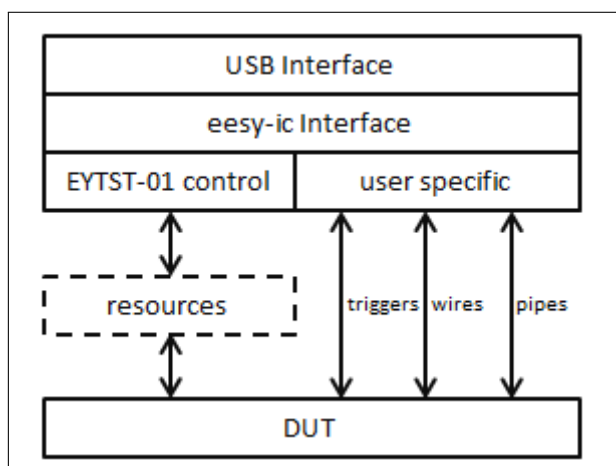 USB Interface
eesy-ic Interface
EYTST-01 control
user specific
resources
triggers
wires
pipes
DUT